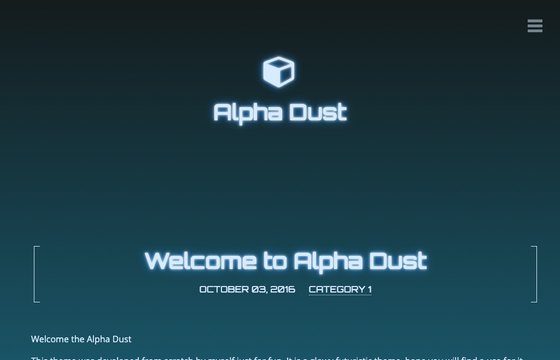 Alpha Dust
Welcome to Alpha Dust
OCTOBER 03, 2016 CATEGORY 1
Welcome the Alpha Dust
This theme was developed from scratch by myself just for fun. It is a glowy futuristic theme, hope you will find a use for it